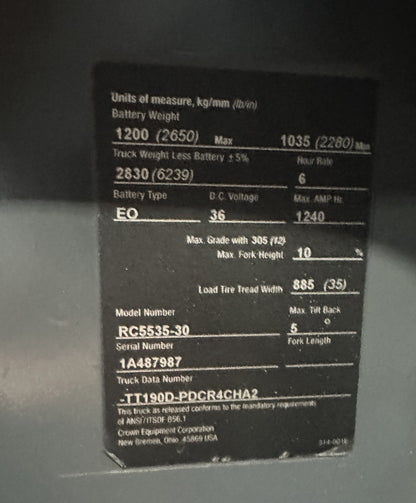 Units of measure, kg/mm (lb/in)
Battery Weight
1200 (2650) Max 1035 (2280) Min
Truck Weight Less Battery ±5% Hour Rate
2830 (6239) 6
Battery Type D.C. Voltage Max. AMP Hr.
EO 36 1240
Max. Grade with 305 (12)
Max. Fork Height 10 %
Load Tire Tread Width 885 (35)
Model Number Max. Tilt Back
RC5535-30 5 °
Serial Number Fork Length
1A487987
Truck Data Number
-TT190D-PDCR4CHA2
This truck as released conforms to the mandatory requirements
of ANSI/ITSDF B56.1
Crown Equipment Corporation
New Bremen, Ohio 45869 USA